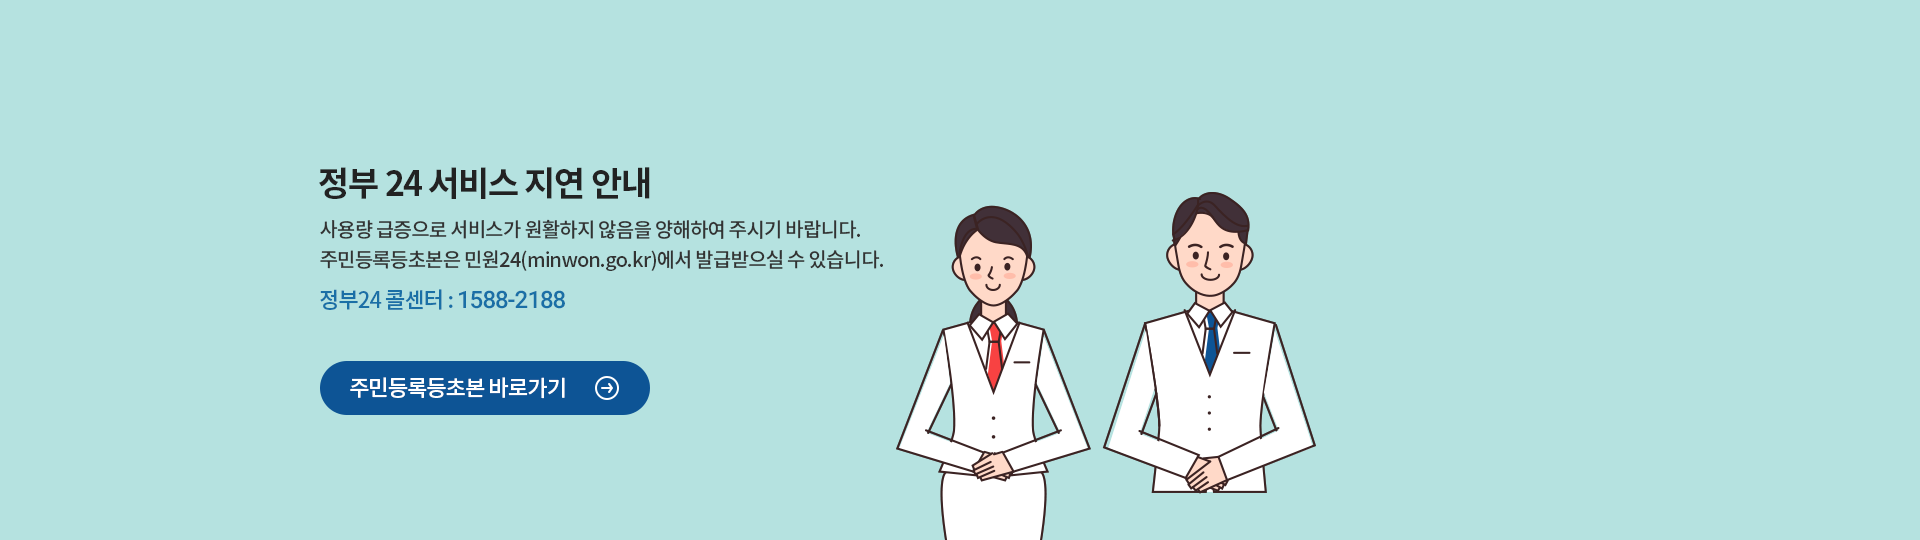 정부 24 서비스 지연 안내
사용량 급증으로 서비스가 원활하지 않음을 양해하여 주시기 바랍니다.
주민등록등초본은 민원24(minwon.go.kr)에서 발급받으실 수 있습니다.
정부24 콜센터 : 1588-2188
주민등록등초본 바로가기